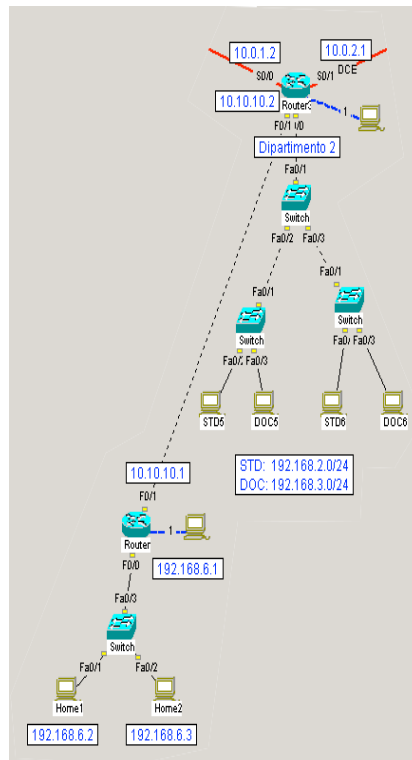 10.0.1.2
10.0.2.1
S0/0
S0/1
DCE
10.10.10.2
Router3
1
F0/1
Dipartimento 2
Fa0/1
Switch
Fa0/2
Fa0/3
Fa0/1
Fa0/1
Switch
Switch
Fa0/3
Fa0/3
STD5
DOC5
STD6
DOC6
10.10.10.1
STD: 192.168.2.0/24
DOC: 192.168.3.0/24
F0/1
1
Router
F0/0
192.168.6.1
Fa0/3
Switch
Fa0/1
Fa0/2
Home1
Home2
192.168.6.2
192.168.6.3